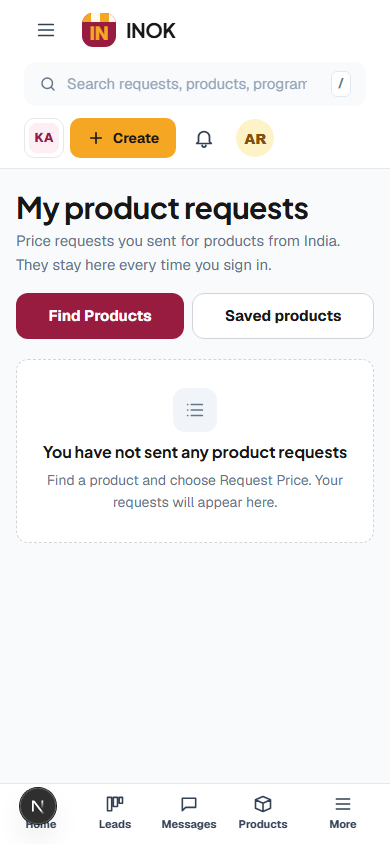 IN INOK
Search requests, products, program
/
KA
Create
AR
My product requests
Price requests you sent for products from India.
They stay here every time you sign in.
Find Products
Saved products
You have not sent any product requests
Find a product and choose Request Price. Your
requests will appear here.
N
Home
Leads
Messages
Products
More